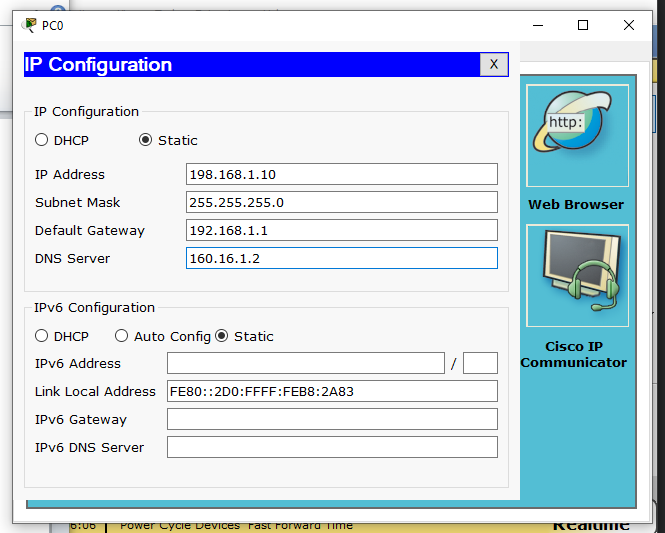 PC0
IP Configuration
X
IP Configuration
DHCP Static
IP Address 198.168.1.10
Subnet Mask 255.255.255.0
Default Gateway 192.168.1.1
DNS Server 160.16.1.2
http:
Web Browser
IPv6 Configuration
DHCP Auto Config Static
IPv6 Address /
Link Local Address FE80::2D0:FFFF:FEB8:2A83
IPv6 Gateway
IPv6 DNS Server
Cisco IP
Communicator
6:06 Power Cycle Devices Fast Forward Time Realtime